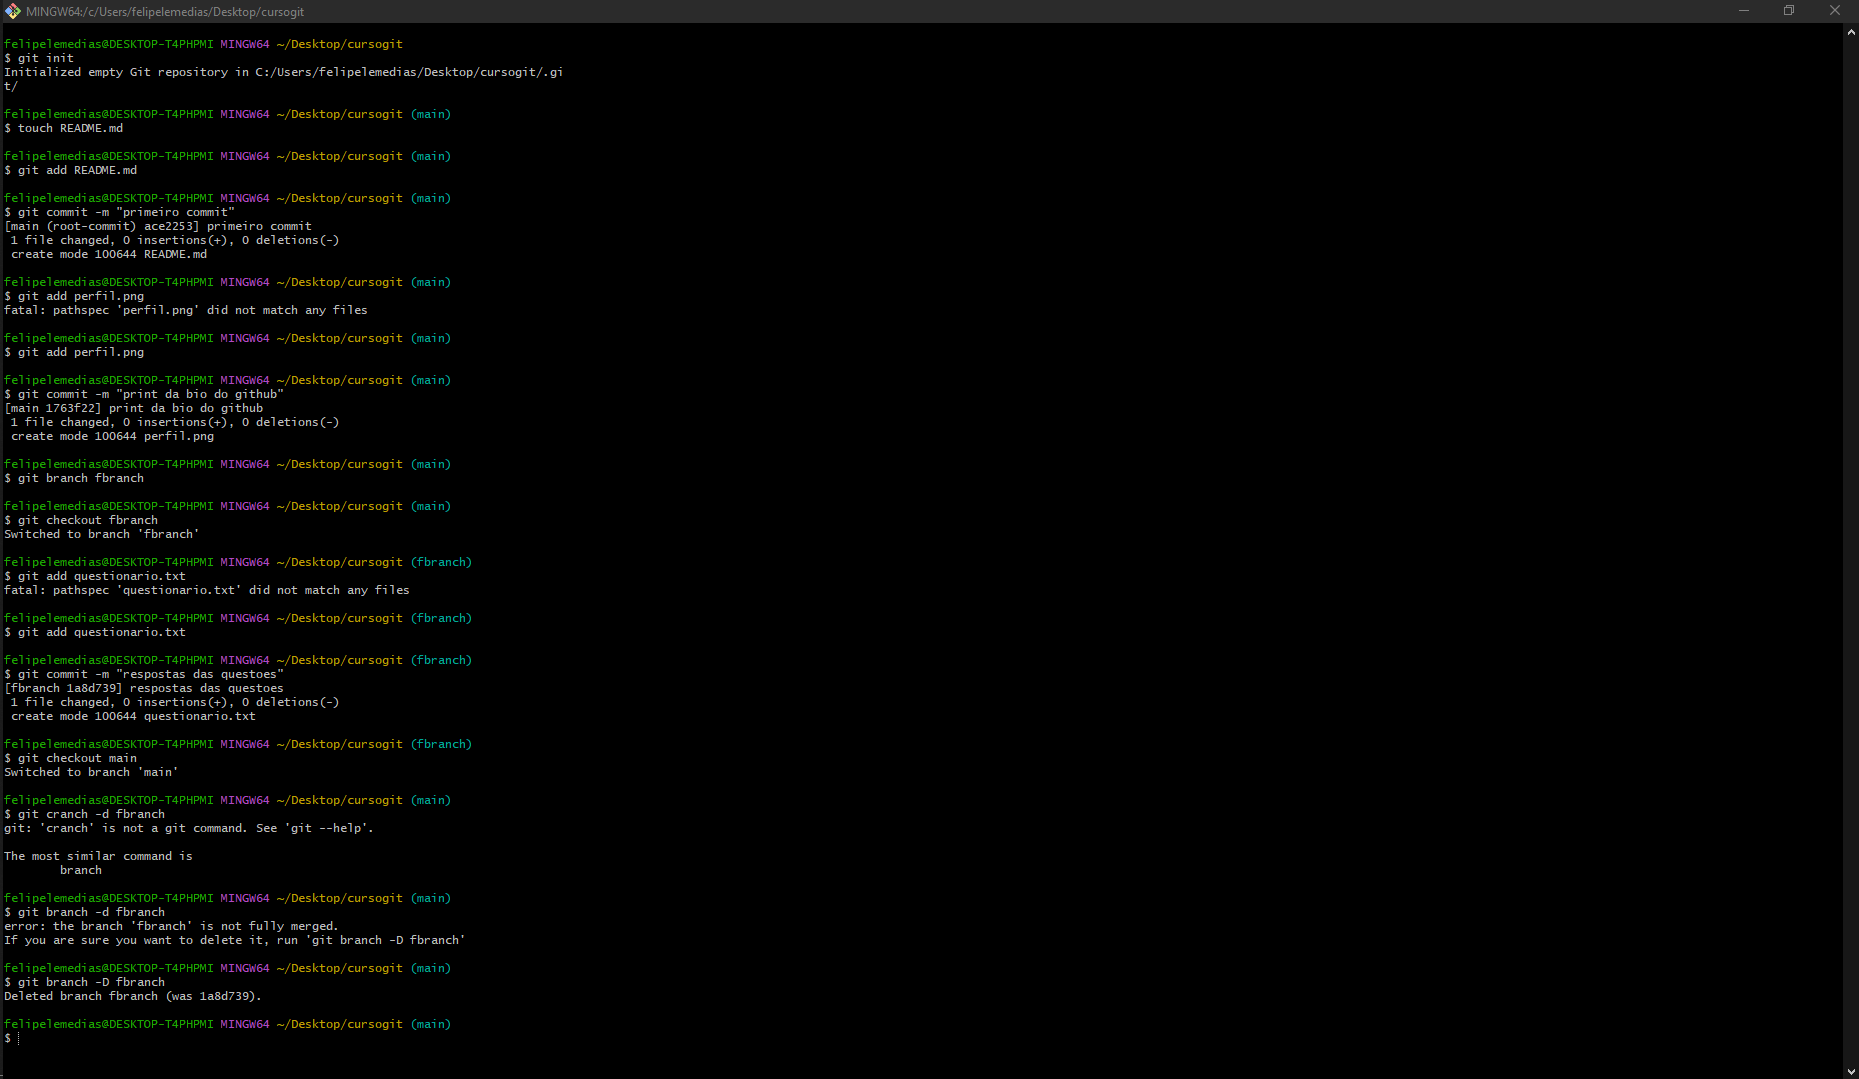 MINGW64:/c/Users/felipelemedias/Desktop/cursogit
felipelemedias@DESKTOP-T4PHPMI MINGW64 ~/Desktop/cursogit
$ git init
Initialized empty Git repository in C:/Users/felipelemedias/Desktop/cursogit/.gi
t/
felipelemedias@DESKTOP-T4PHPMI MINGW64 ~/Desktop/cursogit (main)
$ touch README.md
felipelemedias@DESKTOP-T4PHPMI MINGW64 ~/Desktop/cursogit (main)
$ git add README.md
felipelemedias@DESKTOP-T4PHPMI MINGW64 ~/Desktop/cursogit (main)
$ git commit -m "primeiro commit"
[main (root-commit) ace2253] primeiro commit
 1 file changed, 0 insertions(+), 0 deletions(-)
 create mode 100644 README.md
felipelemedias@DESKTOP-T4PHPMI MINGW64 ~/Desktop/cursogit (main)
$ git add perfil.png
fatal: pathspec 'perfil.png' did not match any files
felipelemedias@DESKTOP-T4PHPMI MINGW64 ~/Desktop/cursogit (main)
$ git add perfil.png
felipelemedias@DESKTOP-T4PHPMI MINGW64 ~/Desktop/cursogit (main)
$ git commit -m "print da bio do github"
[main 1763f22] print da bio do github
 1 file changed, 0 insertions(+), 0 deletions(-)
 create mode 100644 perfil.png
felipelemedias@DESKTOP-T4PHPMI MINGW64 ~/Desktop/cursogit (main)
$ git branch fbranch
felipelemedias@DESKTOP-T4PHPMI MINGW64 ~/Desktop/cursogit (main)
$ git checkout fbranch
Switched to branch 'fbranch'
felipelemedias@DESKTOP-T4PHPMI MINGW64 ~/Desktop/cursogit (fbranch)
$ git add questionario.txt
fatal: pathspec 'questionario.txt' did not match any files
felipelemedias@DESKTOP-T4PHPMI MINGW64 ~/Desktop/cursogit (fbranch)
$ git add questionario.txt
felipelemedias@DESKTOP-T4PHPMI MINGW64 ~/Desktop/cursogit (fbranch)
$ git commit -m "respostas das questoes"
[fbranch 1a8d739] respostas das questoes
 1 file changed, 0 insertions(+), 0 deletions(-)
 create mode 100644 questionario.txt
felipelemedias@DESKTOP-T4PHPMI MINGW64 ~/Desktop/cursogit (fbranch)
$ git checkout main
Switched to branch 'main'
felipelemedias@DESKTOP-T4PHPMI MINGW64 ~/Desktop/cursogit (main)
$ git cranch -d fbranch
git: 'cranch' is not a git command. See 'git --help'.
The most similar command is
        branch
felipelemedias@DESKTOP-T4PHPMI MINGW64 ~/Desktop/cursogit (main)
$ git branch -d fbranch
error: the branch 'fbranch' is not fully merged.
If you are sure you want to delete it, run 'git branch -D fbranch'
felipelemedias@DESKTOP-T4PHPMI MINGW64 ~/Desktop/cursogit (main)
$ git branch -D fbranch
Deleted branch fbranch (was 1a8d739).
felipelemedias@DESKTOP-T4PHPMI MINGW64 ~/Desktop/cursogit (main)
$